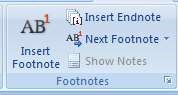 AB¹
Insert Footnote
Insert Endnote
AB¹ Next Footnote
Show Notes
Footnotes